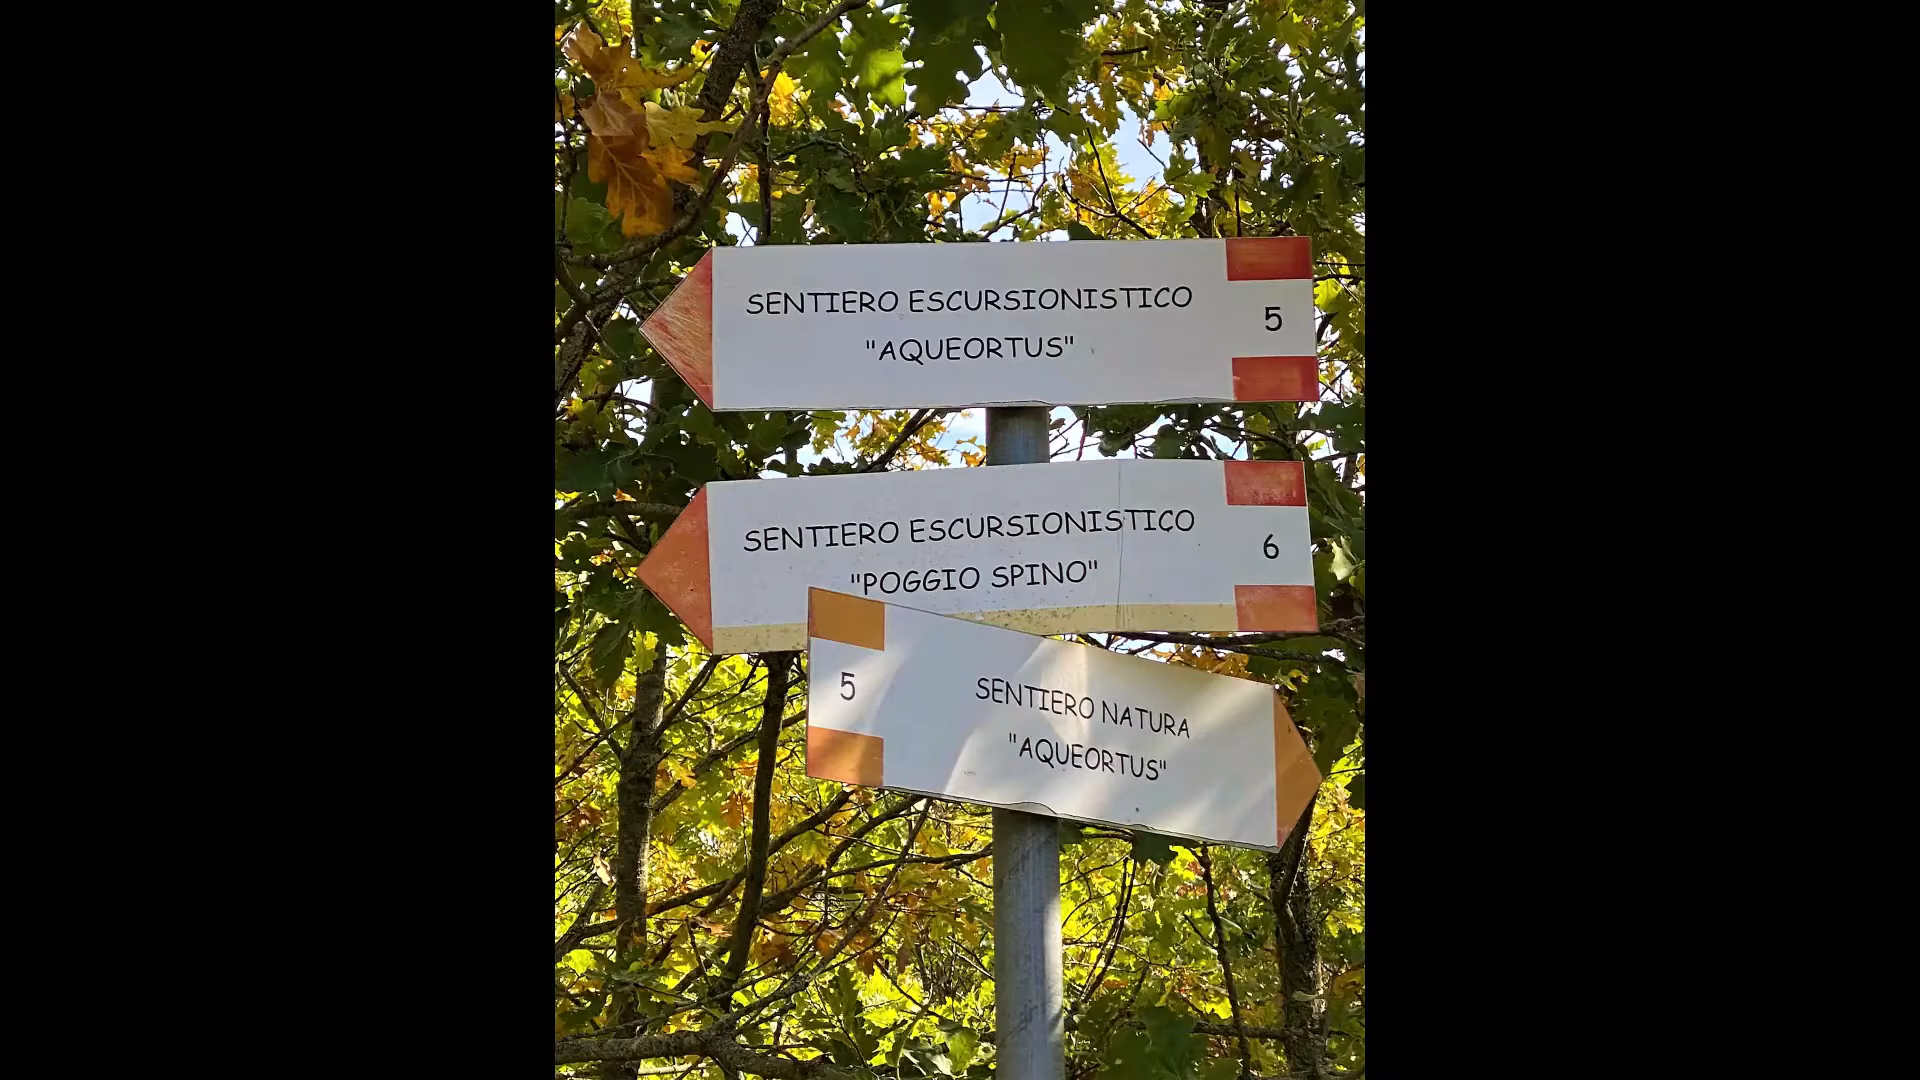 SENTIERO ESCURSIONISTICO
"AQUEORTUS"
5
SENTIERO ESCURSIONISTICO
"POGGIO SPINO"
6
5
SENTIERO NATURA
"AQUEORTUS"